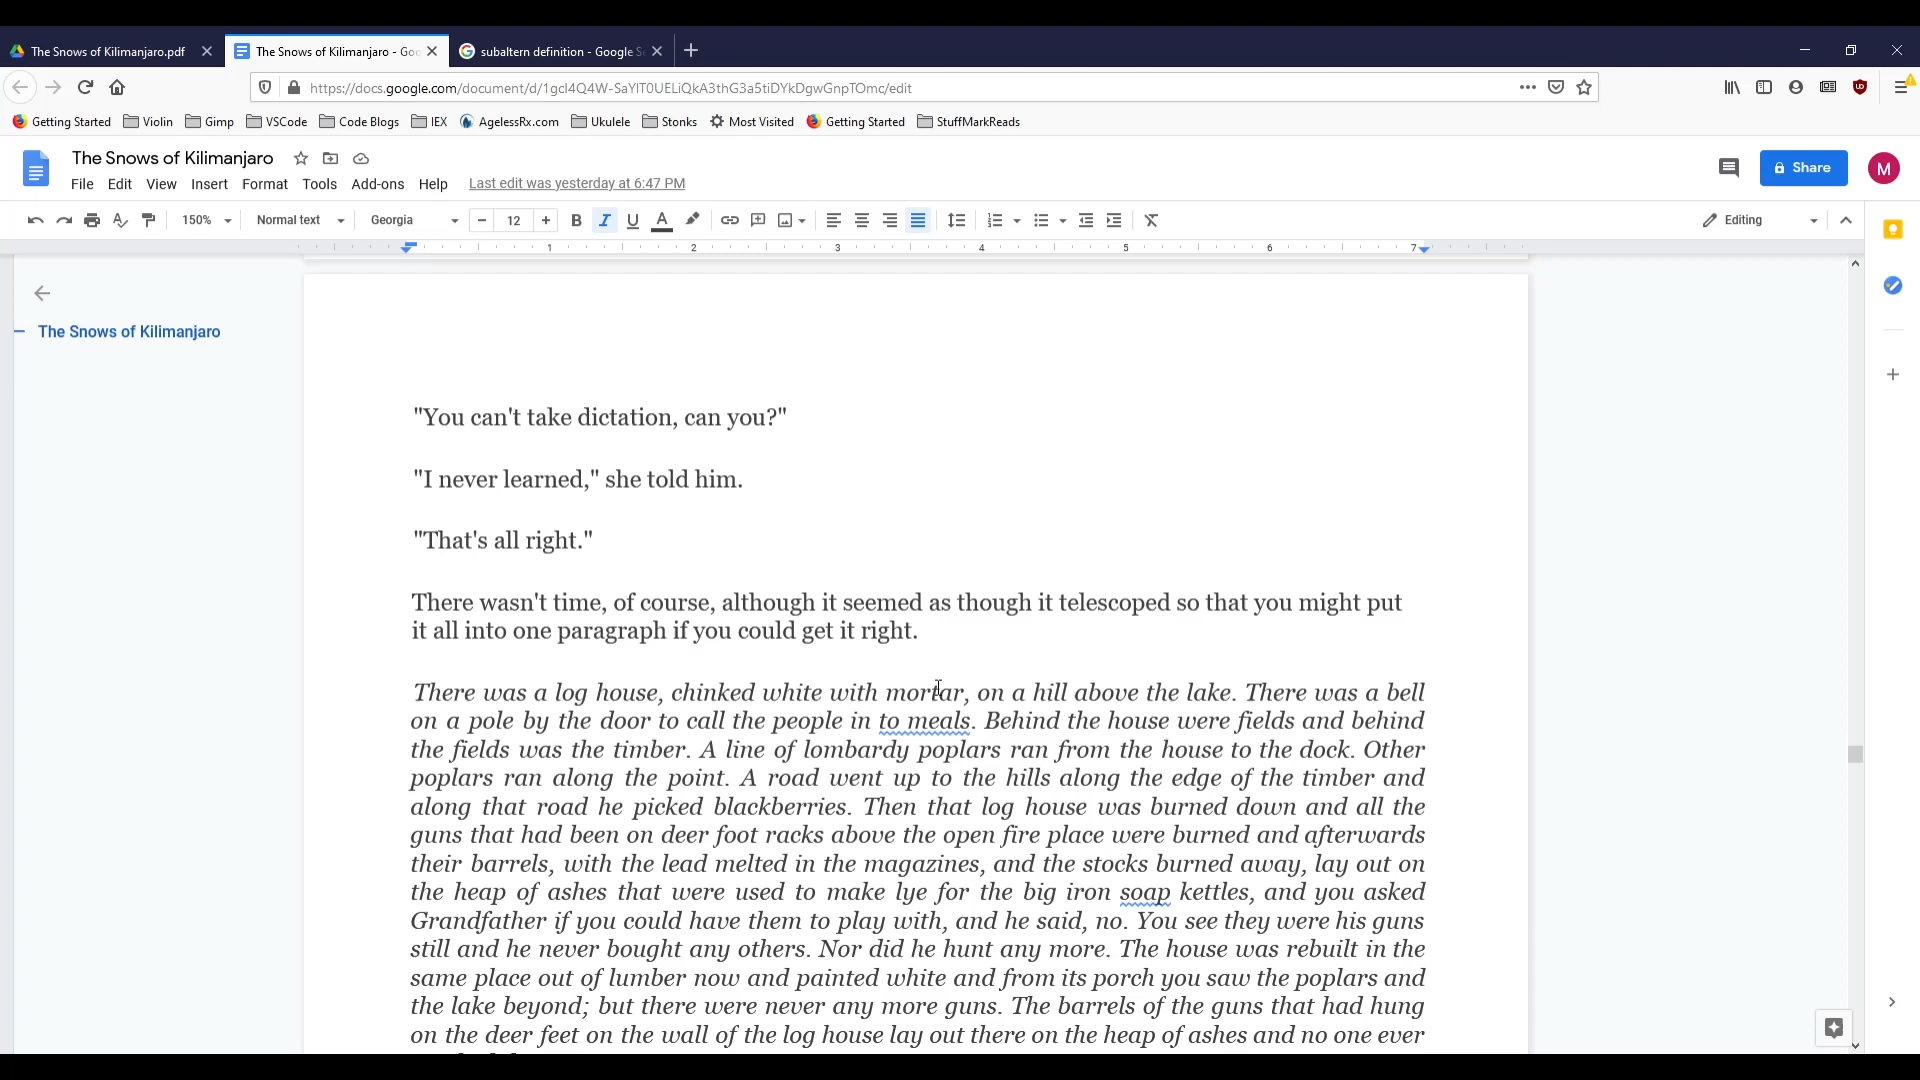 The Snows of Kilimanjaro.pdf
The Snows of Kilimanjaro - Goo
subaltern definition - Google S
https://docs.google.com/document/d/1gcl4Q4W-SaYlT0UELiQkA3thG3a5tiDYkDgwGnpTOmc/edit
Getting Started Violin Gimp VSCode Code Blogs IEX AgelessRx.com Ukulele Stonks Most Visited Getting Started StuffMarkReads
The Snows of Kilimanjaro
Share
M
File Edit View Insert Format Tools Add-ons Help Last edit was yesterday at 6:47 PM
150% Normal text Georgia 12 B I U A Editing
1 2 3 4 5 6 7
The Snows of Kilimanjaro
"You can't take dictation, can you?"
"I never learned," she told him.
"That's all right."
There wasn't time, of course, although it seemed as though it telescoped so that you might put
it all into one paragraph if you could get it right.
There was a log house, chinked white with mortar, on a hill above the lake. There was a bell
on a pole by the door to call the people in to meals. Behind the house were fields and behind
the fields was the timber. A line of lombardy poplars ran from the house to the dock. Other
poplars ran along the point. A road went up to the hills along the edge of the timber and
along that road he picked blackberries. Then that log house was burned down and all the
guns that had been on deer foot racks above the open fire place were burned and afterwards
their barrels, with the lead melted in the magazines, and the stocks burned away, lay out on
the heap of ashes that were used to make lye for the big iron soap kettles, and you asked
Grandfather if you could have them to play with, and he said, no. You see they were his guns
still and he never bought any others. Nor did he hunt any more. The house was rebuilt in the
same place out of lumber now and painted white and from its porch you saw the poplars and
the lake beyond; but there were never any more guns. The barrels of the guns that had hung
on the deer feet on the wall of the log house lay out there on the heap of ashes and no one ever